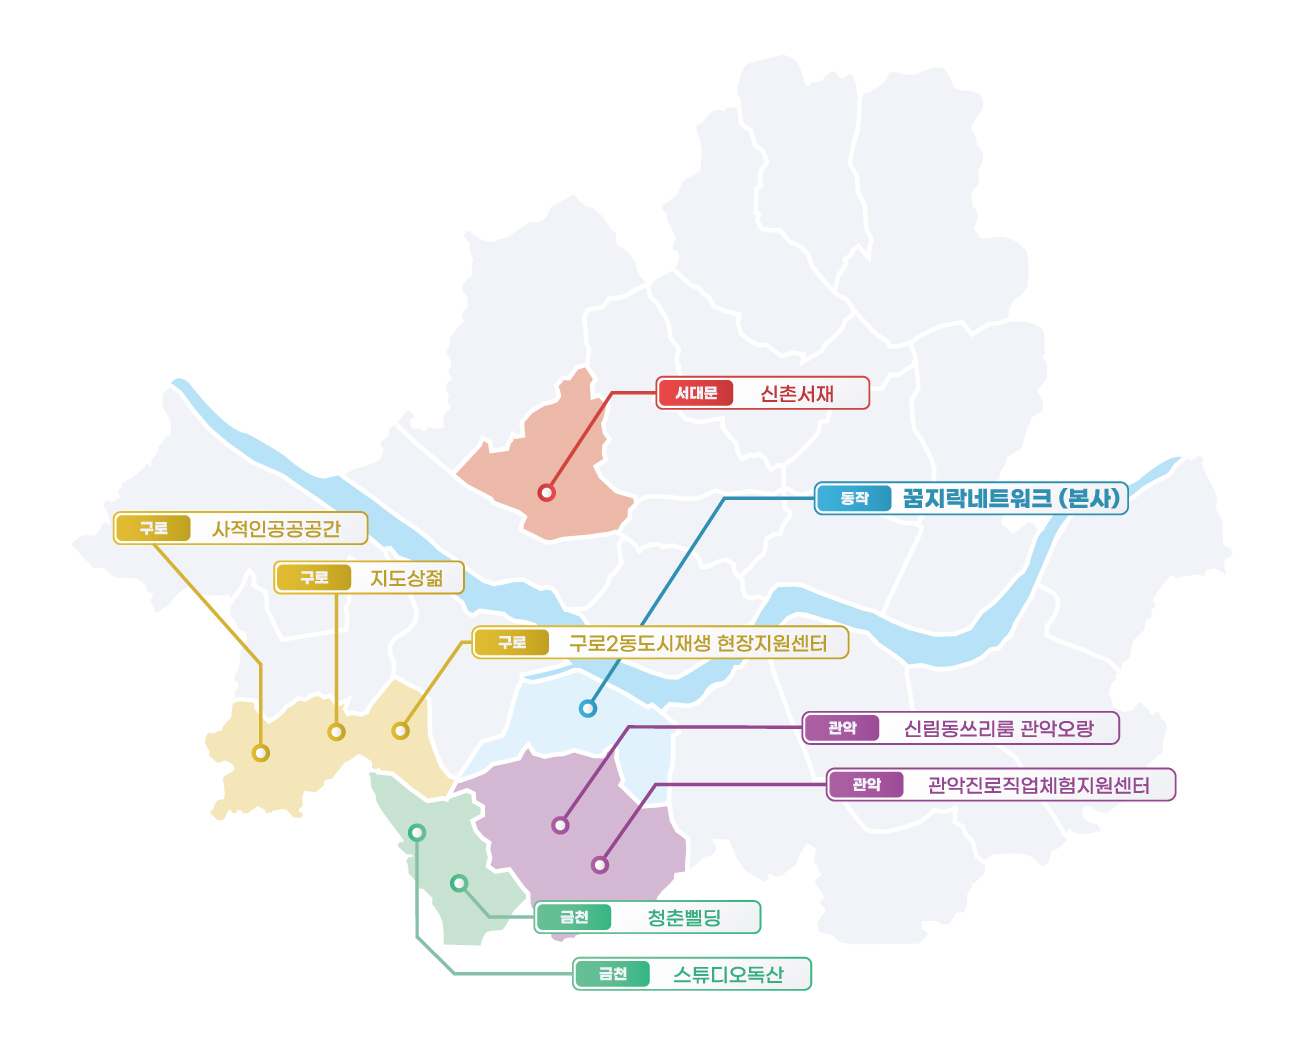 서대문 신촌서재
동작 꿈지락네트워크 (본사)
구로 사적인공공공간
구로 지도상점
구로 구로2동도시재생 현장지원센터
관악 신림동쓰리룸 관악오랑
관악 관악진로직업체험지원센터
금천 청춘삘딩
금천 스튜디오독산